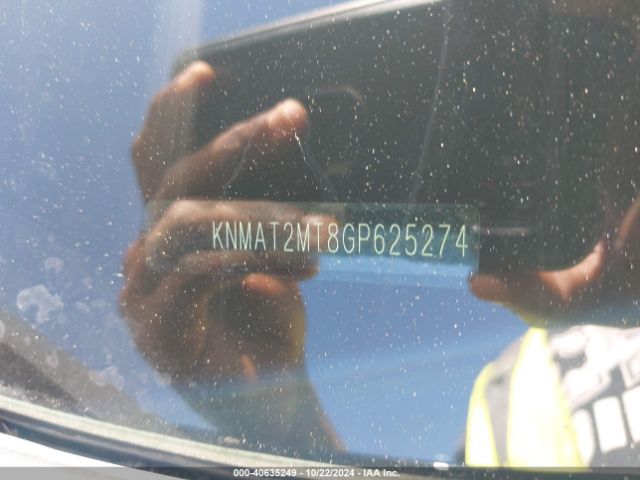 KNMAT2MT8GP625274
000-40635249 - 10/22/2024 - IAA Inc.